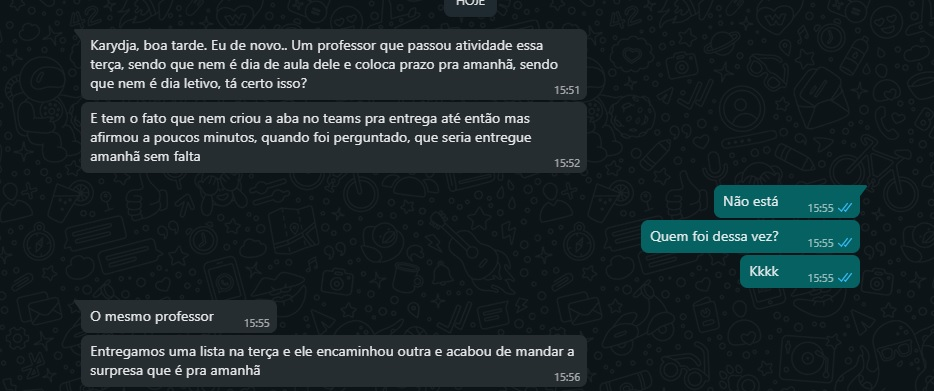 HOJE
Karydja, boa tarde. Eu de novo.. Um professor que passou atividade essa
terça, sendo que nem é dia de aula dele e coloca prazo pra amanhã, sendo
que nem é dia letivo, tá certo isso?
15:51
E tem o fato que nem criou a aba no teams pra entrega até então mas
afirmou a poucos minutos, quando foi perguntado, que seria entregue
amanhã sem falta
15:52
Não está
15:55
Quem foi dessa vez?
15:55
Kkkk
15:55
O mesmo professor
15:55
Entregamos uma lista na terça e ele encaminhou outra e acabou de mandar a
surpresa que é pra amanhã
15:56